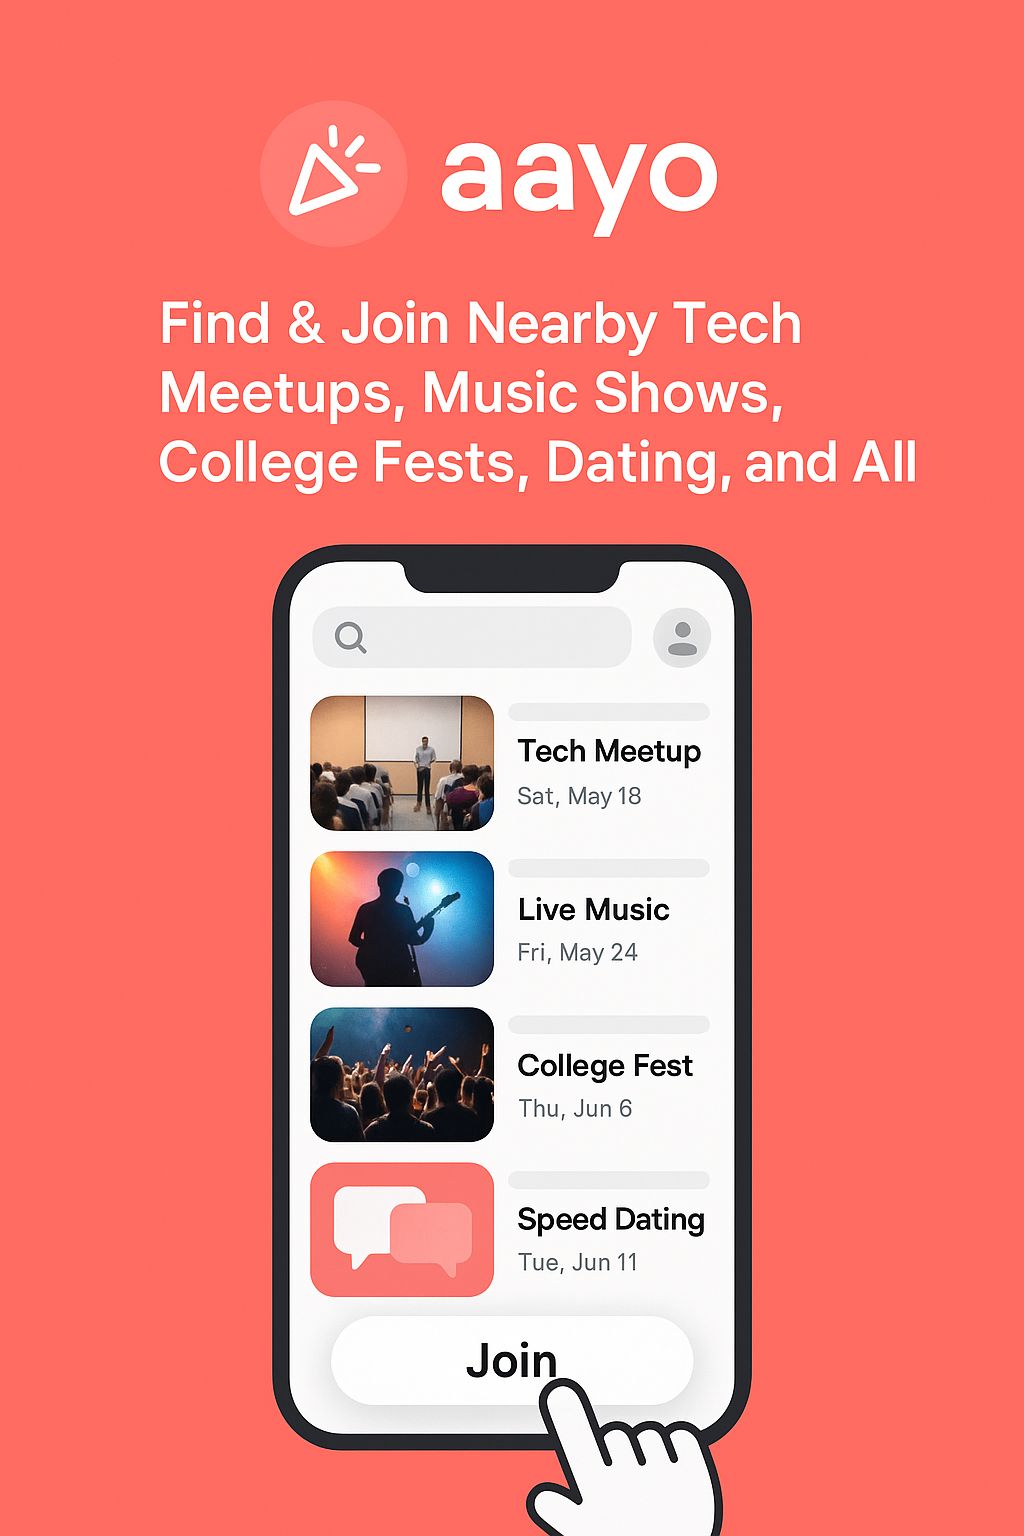 aayo
Find & Join Nearby Tech
Meetups, Music Shows,
College Fests, Dating, and All
Tech Meetup
Sat, May 18
Live Music
Fri, May 24
College Fest
Thu, Jun 6
Speed Dating
Tue, Jun 11
Join